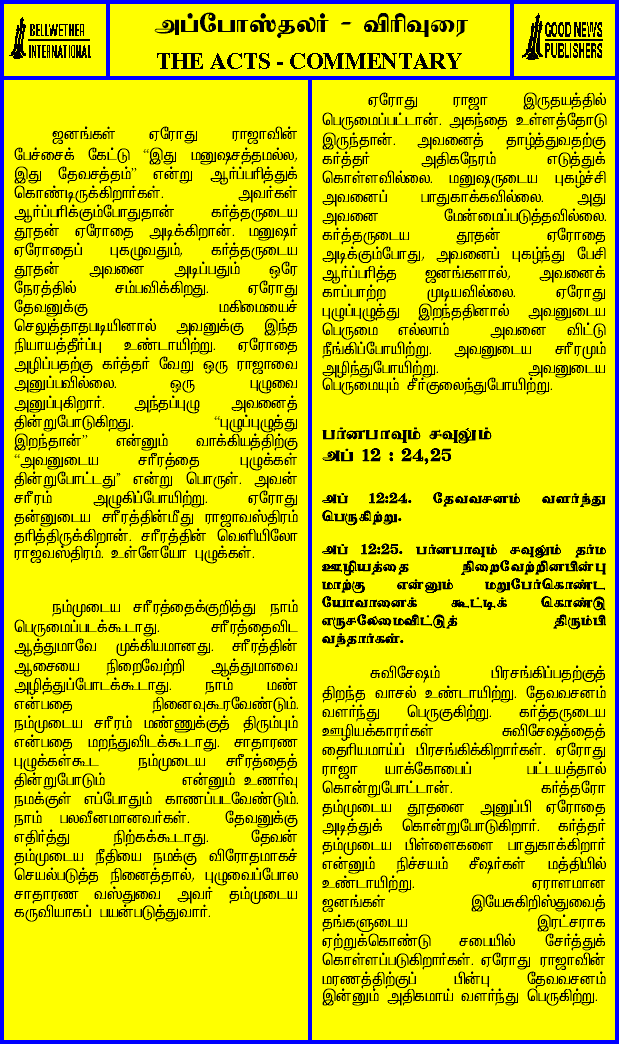 BELLWETHER
INTERNATIONAL
அப்போஸ்தலர் - விரிவுரை
THE ACTS - COMMENTARY
GOOD NEWS
PUBLISHERS
ஜனங்கள் ஏரோது ராஜாவின்
பேச்சைக் கேட்டு “இது மனுஷசத்தமல்ல,
இது தேவசத்தம்” என்று ஆர்ப்பரித்துக்
கொண்டிருக்கிறார்கள். அவர்கள்
ஆர்ப்பரிக்கும்போதுதான் கர்த்தருடைய
தூதன் ஏரோதை அடிக்கிறான். மனுஷர்
ஏரோதைப் புகழுவதும், கர்த்தருடைய
தூதன் அவனை அடிப்பதும் ஒரே
நேரத்தில் சம்பவிக்கிறது. ஏரோது
தேவனுக்கு மகிமையைச்
செலுத்தாதபடியினால் அவனுக்கு இந்த
நியாயத்தீர்ப்பு உண்டாயிற்று. ஏரோதை
அழிப்பதற்கு கர்த்தர் வேறு ஒரு ராஜாவை
அனுப்பவில்லை. ஒரு புழுவை
அனுப்புகிறார். அந்தப்புழு அவனைத்
தின்றுபோடுகிறது. “புழுப்புழுத்து
இறந்தான்” என்னும் வாக்கியத்திற்கு
“அவனுடைய சரீரத்தை புழுக்கள்
தின்றுபோட்டது” என்று பொருள். அவன்
சரீரம் அழுகிப்போயிற்று. ஏரோது
தன்னுடைய சரீரத்தின்மீது ராஜாவஸ்திரம்
தரித்திருக்கிறான். சரீரத்தின் வெளியிலோ
ராஜவஸ்திரம். உள்ளேயோ புழுக்கள்.
நம்முடைய சரீரத்தைக்குறித்து நாம்
பெருமைப்படக்கூடாது. சரீரத்தைவிட
ஆத்துமாவே முக்கியமானது. சரீரத்தின்
ஆசையை நிறைவேற்றி ஆத்துமாவை
அழித்துப்போடக்கூடாது. நாம் மண்
என்பதை நினைவுகூரவேண்டும்.
நம்முடைய சரீரம் மண்ணுக்குத் திரும்பும்
என்பதை மறந்துவிடக்கூடாது. சாதாரண
புழுக்கள்கூட நம்முடைய சரீரத்தைத்
தின்றுபோடும் என்னும் உணர்வு
நமக்குள் எப்போதும் காணப்படவேண்டும்.
நாம் பலவீனமானவர்கள். தேவனுக்கு
எதிர்த்து நிற்கக்கூடாது. தேவன்
தம்முடைய நீதியை நமக்கு விரோதமாகச்
செயல்படுத்த நினைத்தால், புழுவைப்போல
சாதாரண வஸ்துவை அவர் தம்முடைய
கருவியாகப் பயன்படுத்துவார்.
ஏரோது ராஜா இருதயத்தில்
பெருமைப்பட்டான். அகந்தை உள்ளத்தோடு
இருந்தான். அவனைத் தாழ்த்துவதற்கு
கர்த்தர் அதிகநேரம் எடுத்துக்
கொள்ளவில்லை. மனுஷருடைய புகழ்ச்சி
அவனைப் பாதுகாக்கவில்லை. அது
அவனை மேன்மைப்படுத்தவில்லை.
கர்த்தருடைய தூதன் ஏரோதை
அடிக்கும்போது, அவனைப் புகழ்ந்து பேசி
ஆர்ப்பரித்த ஜனங்களால், அவனைக்
காப்பாற்ற முடியவில்லை. ஏரோது
புழுப்புழுத்து இறந்ததினால் அவனுடைய
பெருமை எல்லாம் அவனை விட்டு
நீங்கிப்போயிற்று. அவனுடைய சரீரமும்
அழிந்துபோயிற்று. அவனுடைய
பெருமையும் சீர்குலைந்துபோயிற்று.
பர்னபாவும் சவுலும்
அப் 12 : 24,25
அப் 12:24. தேவவசனம் வளர்ந்து
பெருகிற்று.
அப் 12:25. பர்னபாவும் சவுலும் தர்ம
ஊழியத்தை நிறைவேற்றினபின்பு
மாற்கு என்னும் மறுபேர்கொண்ட
யோவானைக் கூட்டிக் கொண்டு
எருசலேமைவிட்டுத் திரும்பி
வந்தார்கள்.
சுவிசேஷம் பிரசங்கிப்பதற்குத்
திறந்த வாசல் உண்டாயிற்று. தேவவசனம்
வளர்ந்து பெருகுகிறது. கர்த்தருடைய
ஊழியக்காரர்கள் சுவிசேஷத்தைத்
தைரியமாய்ப் பிரசங்கிக்கிறார்கள். ஏரோது
ராஜா யாக்கோபைப் பட்டயத்தால்
கொன்றுபோட்டான். கர்த்தரோ
தம்முடைய தூதனை அனுப்பி ஏரோதை
அடித்துக் கொன்றுபோடுகிறார். கர்த்தர்
தம்முடைய பிள்ளைகளை பாதுகாக்கிறார்
என்னும் நிச்சயம் சீஷர்கள் மத்தியில்
உண்டாயிற்று. ஏராளமான
ஜனங்கள் இயேசுகிறிஸ்துவைத்
தங்களுடைய இரட்சராக
ஏற்றுக்கொண்டு சபையில் சேர்த்துக்
கொள்ளப்படுகிறார்கள். ஏரோது ராஜாவின்
மரணத்திற்குப் பின்பு தேவவசனம்
இன்னும் அதிகமாய் வளர்ந்து பெருகிற்று.